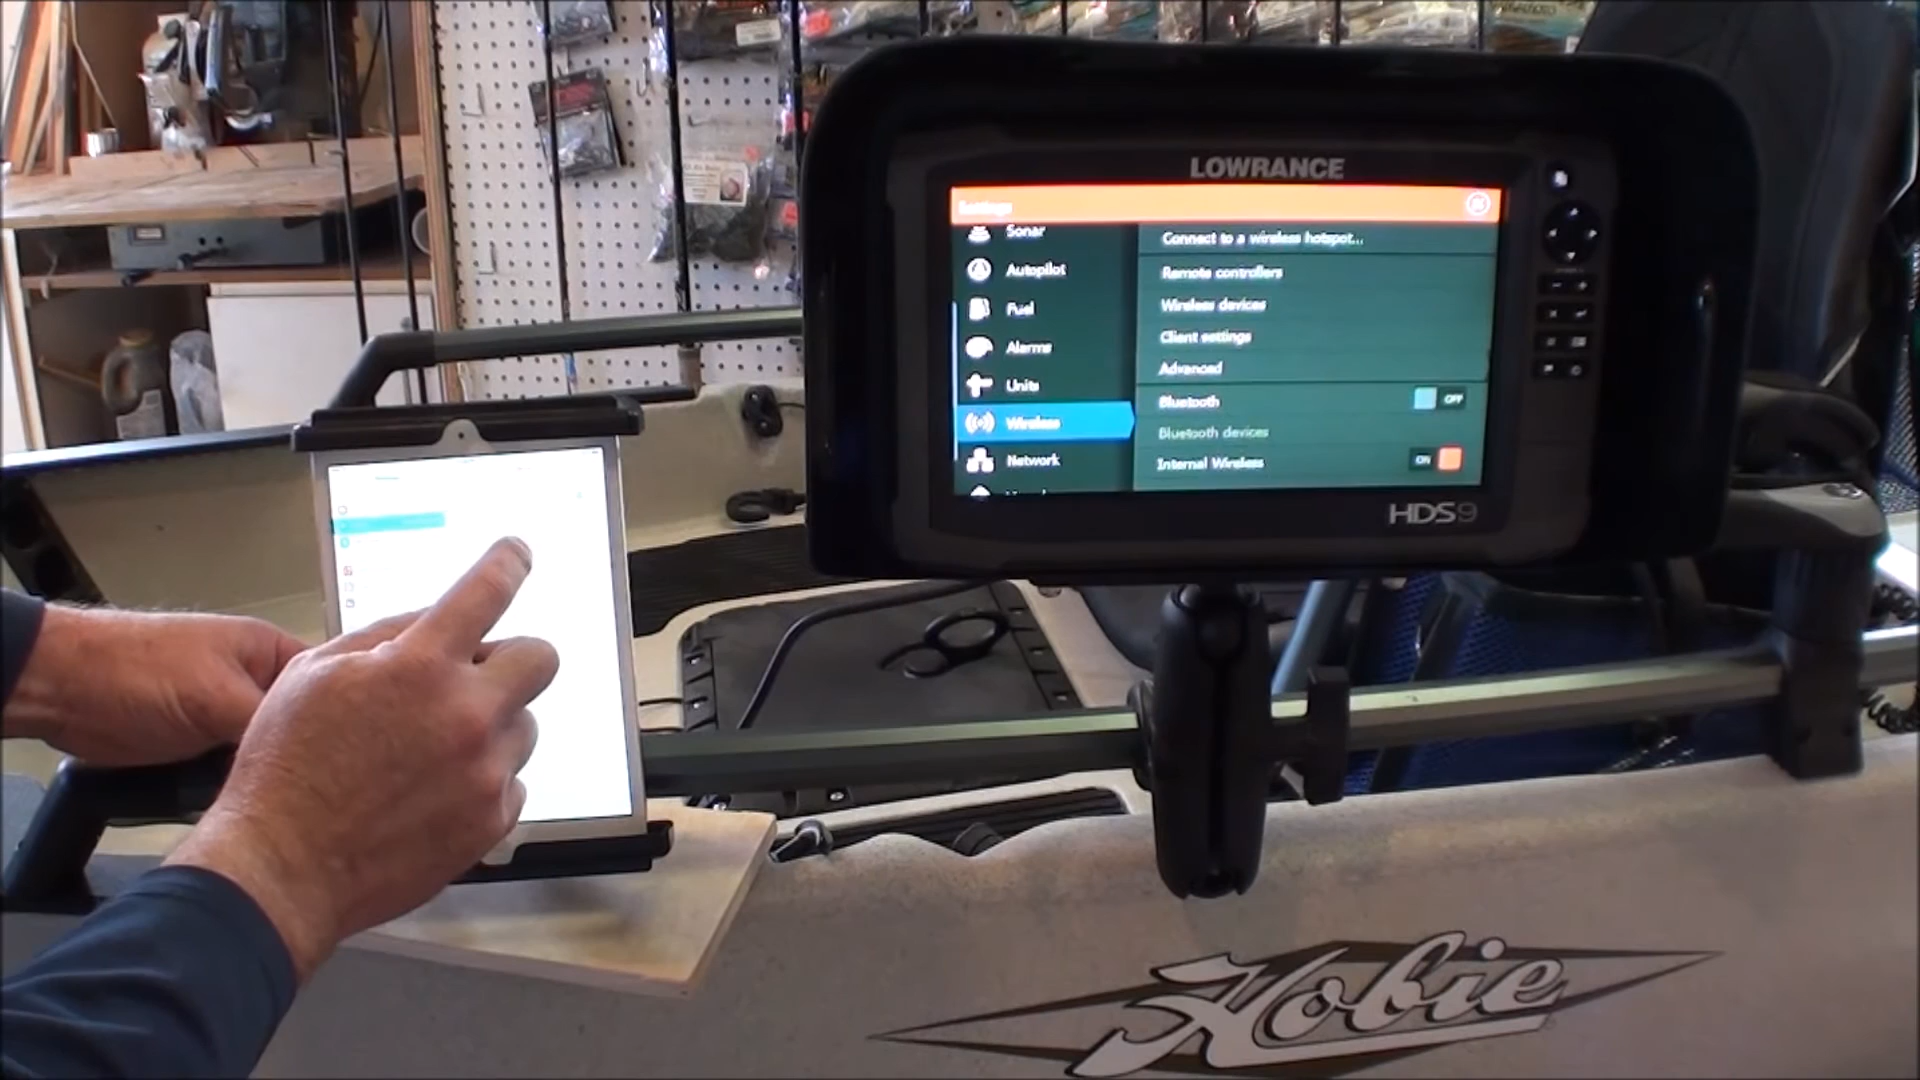 LOWRANCE
Settings
Sonar
Autopilot
Fuel
Alarms
Units
Wireless
Network
Connect to a wireless hotspot...
Remote controllers
Wireless devices
Client settings
Advanced
Bluetooth OFF
Bluetooth devices
Internal Wireless ON
HDS9
Hobie